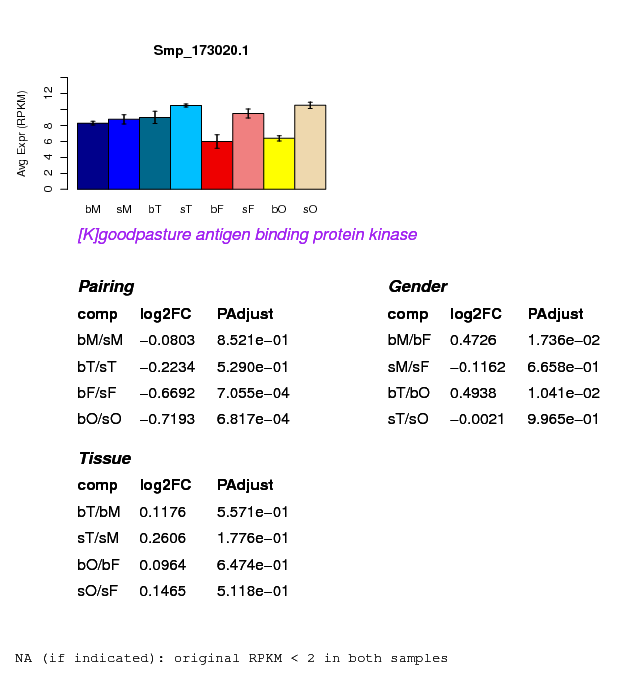 Smp_173020.1
Avg Expr (RPKM)
0 2 4 6 8 12
bM sM bT sT bF sF bO sO
[K]goodpasture antigen binding protein kinase
Pairing
comp log2FC PAdjust
bM/sM −0.0803 8.521e−01
bT/sT −0.2234 5.290e−01
bF/sF −0.6692 7.055e−04
bO/sO −0.7193 6.817e−04
Gender
comp log2FC PAdjust
bM/bF 0.4726 1.736e−02
sM/sF −0.1162 6.658e−01
bT/bO 0.4938 1.041e−02
sT/sO −0.0021 9.965e−01
Tissue
comp log2FC PAdjust
bT/bM 0.1176 5.571e−01
sT/sM 0.2606 1.776e−01
bO/bF 0.0964 6.474e−01
sO/sF 0.1465 5.118e−01
NA (if indicated): original RPKM < 2 in both samples